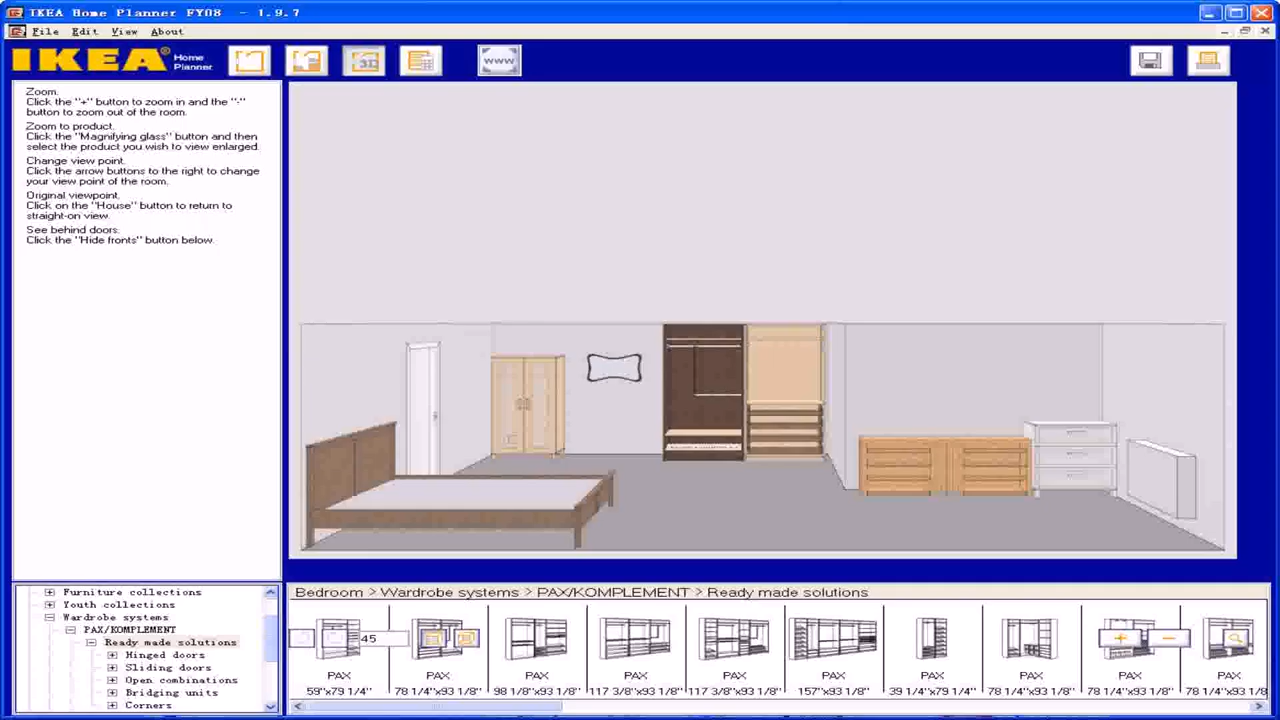 IKEA Home Planner FY08 - 1.9.7
File Edit View About
IKEA® Home Planner
3D
www
Zoom.
Click the "+" button to zoom in and the "-"
button to zoom out of the room.
Zoom to product.
Click the "Magnifying glass" button and then
select the product you wish to view enlarged.
Change view point.
Click the arrow buttons to the right to change
your view point of the room.
Original viewpoint.
Click on the "House" button to return to
straight-on view.
See behind doors.
Click the "Hide fronts" button below.
Furniture collections
Youth collections
Wardrobe systems
PAX/KOMPLEMENT
Ready made solutions
Hinged doors
Sliding doors
Open combinations
Bridging units
Corners
Bedroom > Wardrobe systems > PAX/KOMPLEMENT > Ready made solutions
45
PAX PAX PAX PAX PAX PAX PAX PAX PAX PAX
59"x79 1/4" 78 1/4"x93 1/8" 98 1/8"x93 1/8" 117 3/8"x93 1/8" 117 3/8"x93 1/8" 157"x93 1/8" 39 1/4"x79 1/4" 78 1/4"x93 1/8" 78 1/4"x93 1/8" 78 1/4"x93 1/8